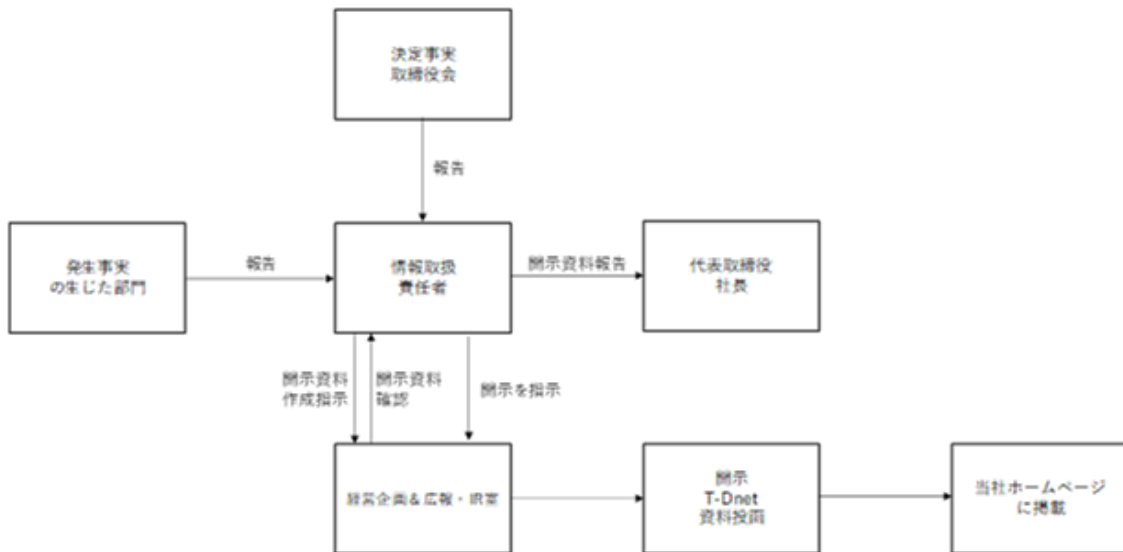 決定事実
取締役会
報告
発生事実
の生じた部門
報告
情報取扱
責任者
開示資料報告
代表取締役
社長
開示資料
作成指示
開示資料
確認
開示を指示
経営企画＆広報・IR室
開示
T-Dnet
資料投函
当社ホームページ
に掲載